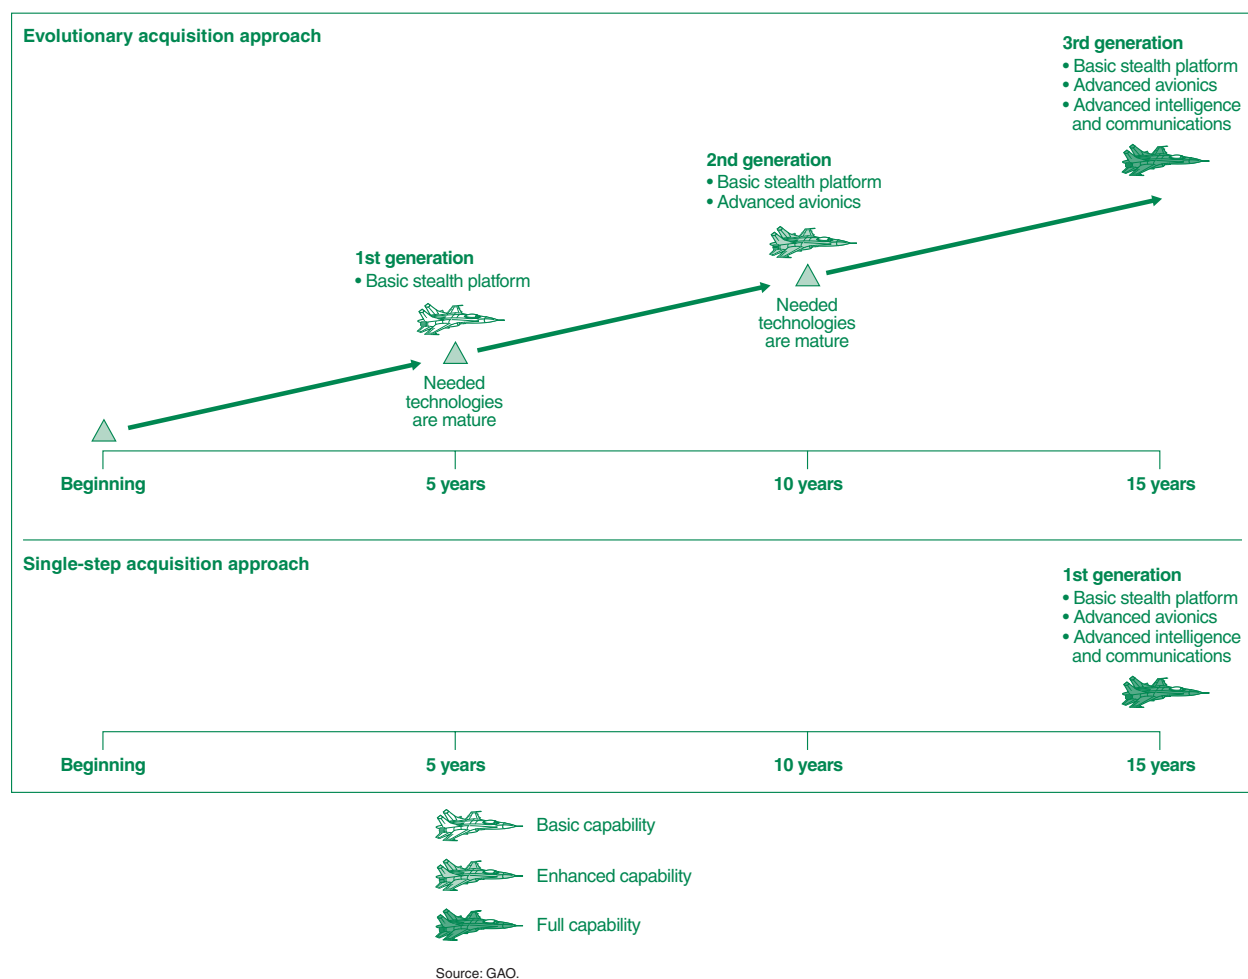 Evolutionary acquisition approach
3rd generation
• Basic stealth platform
• Advanced avionics
• Advanced intelligence
and communications
2nd generation
• Basic stealth platform
• Advanced avionics
1st generation
• Basic stealth platform
Needed
technologies
are mature
Needed
technologies
are mature
Beginning
5 years
10 years
15 years
Single-step acquisition approach
1st generation
• Basic stealth platform
• Advanced avionics
• Advanced intelligence
and communications
Beginning
5 years
10 years
15 years
Basic capability
Enhanced capability
Full capability
Source: GAO.